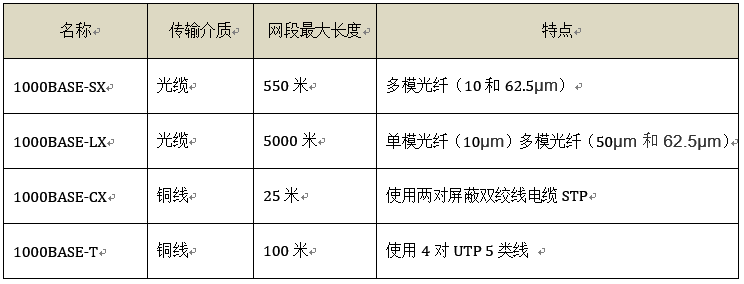 名称 传输介质 网段最大长度 特点
1000BASE-SX 光缆 550 米 多模光纤（10 和 62.5μm）
1000BASE-LX 光缆 5000 米 单模光纤（10μm）多模光纤（50μm 和 62.5μm）
1000BASE-CX 铜线 25 米 使用两对屏蔽双绞线电缆 STP
1000BASE-T 铜线 100 米 使用 4 对 UTP 5 类线